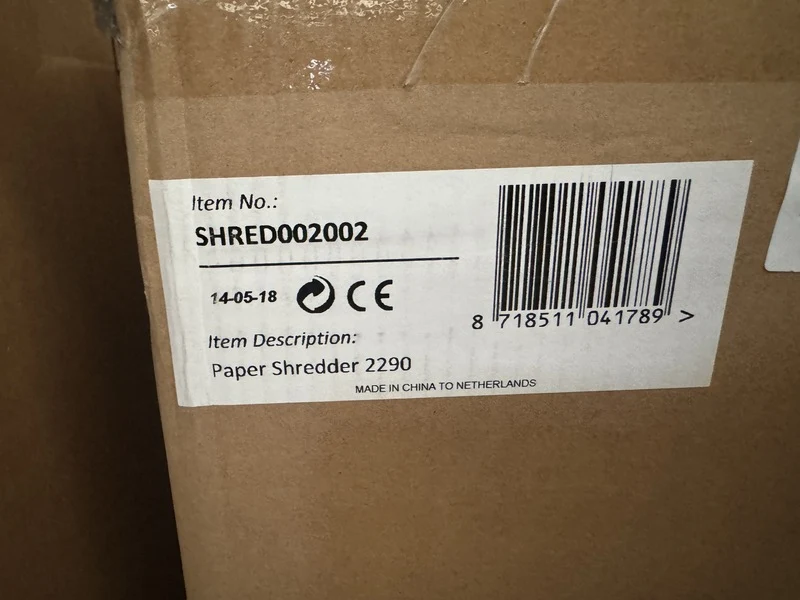 Item No.:
SHRED002002
14-05-18 CE
Item Description:
Paper Shredder 2290
MADE IN CHINA TO NETHERLANDS
8 718511 041789 >